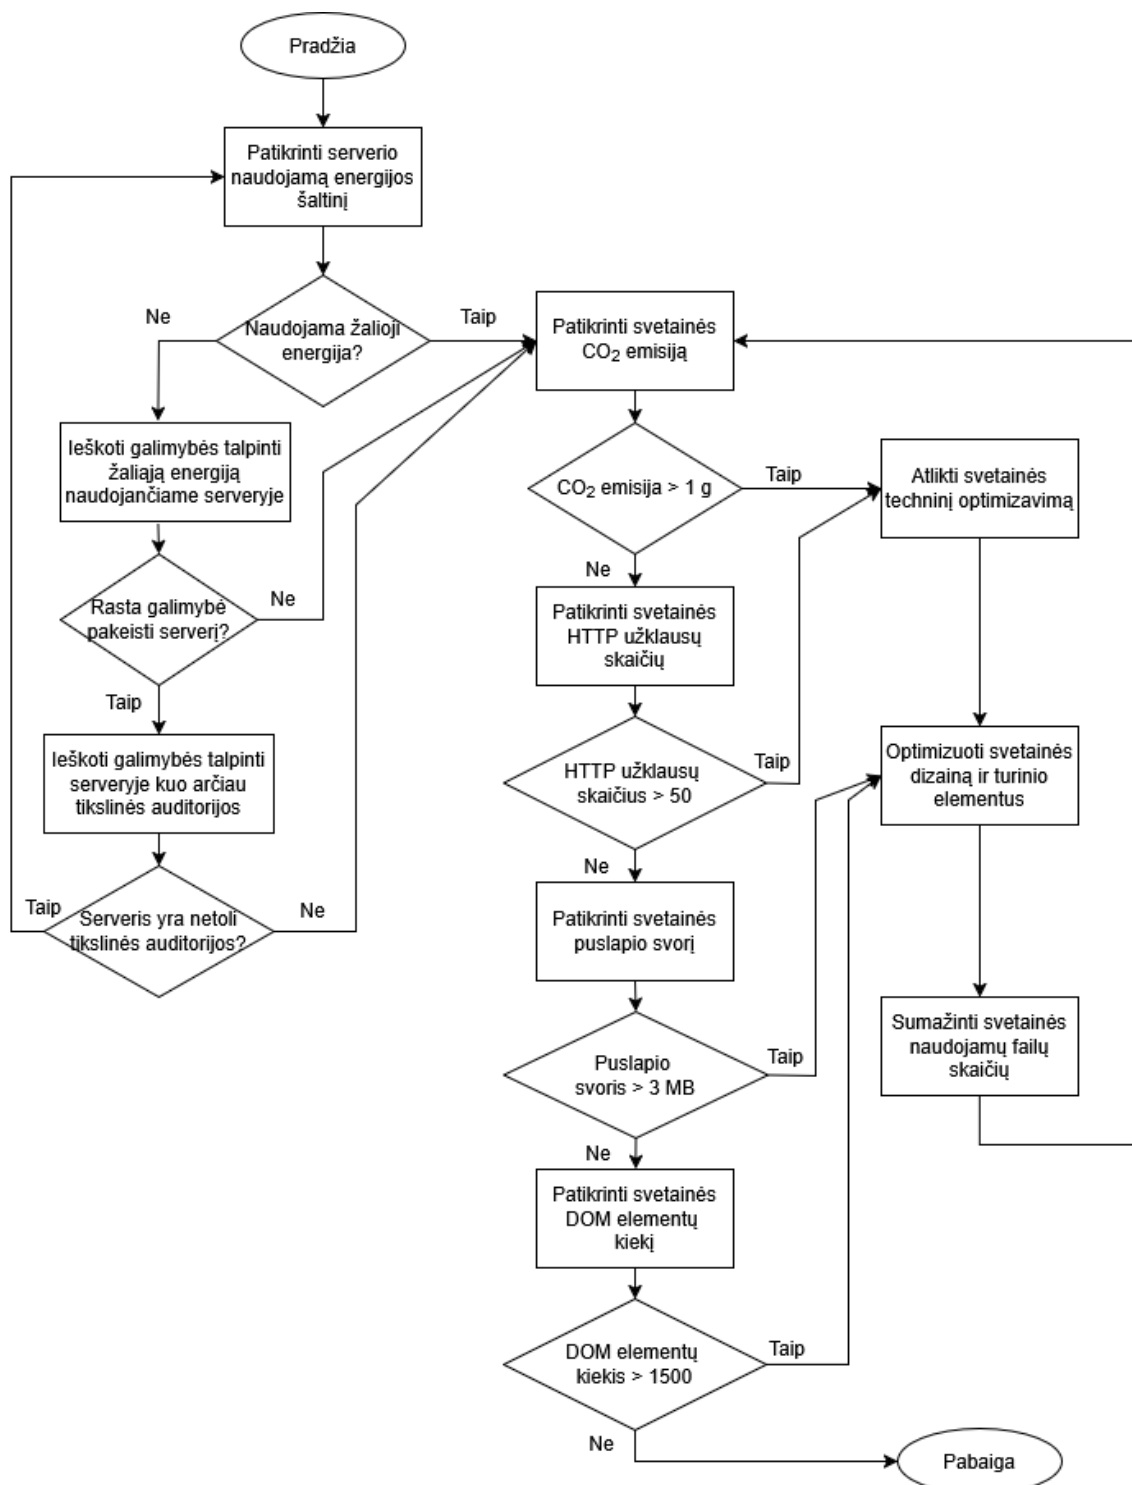 Pradžia
Patikrinti serverio
naudojamą energijos
šaltinį
Naudojama žalioji
energija?
Ne
Taip
Ieškoti galimybės talpinti
žaliąją energiją
naudojančiame serveryje
Rasta galimybė
pakeisti serverį?
Ne
Taip
Ieškoti galimybės talpinti
serveryje kuo arčiau
tikslinės auditorijos
Serveris yra netoli
tikslinės auditorijos?
Taip
Ne
Patikrinti svetainės
CO₂ emisiją
CO₂ emisija > 1 g
Taip
Ne
Patikrinti svetainės
HTTP užklausų
skaičių
HTTP užklausų
skaičius > 50
Taip
Ne
Patikrinti svetainės
puslapio svorį
Puslapio
svoris > 3 MB
Taip
Ne
Patikrinti svetainės
DOM elementų
kiekį
DOM elementų
kiekis > 1500
Taip
Ne
Atlikti svetainės
techninį optimizavimą
Optimizuoti svetainės
dizainą ir turinio
elementus
Sumažinti svetainės
naudojamų failų
skaičių
Pabaiga